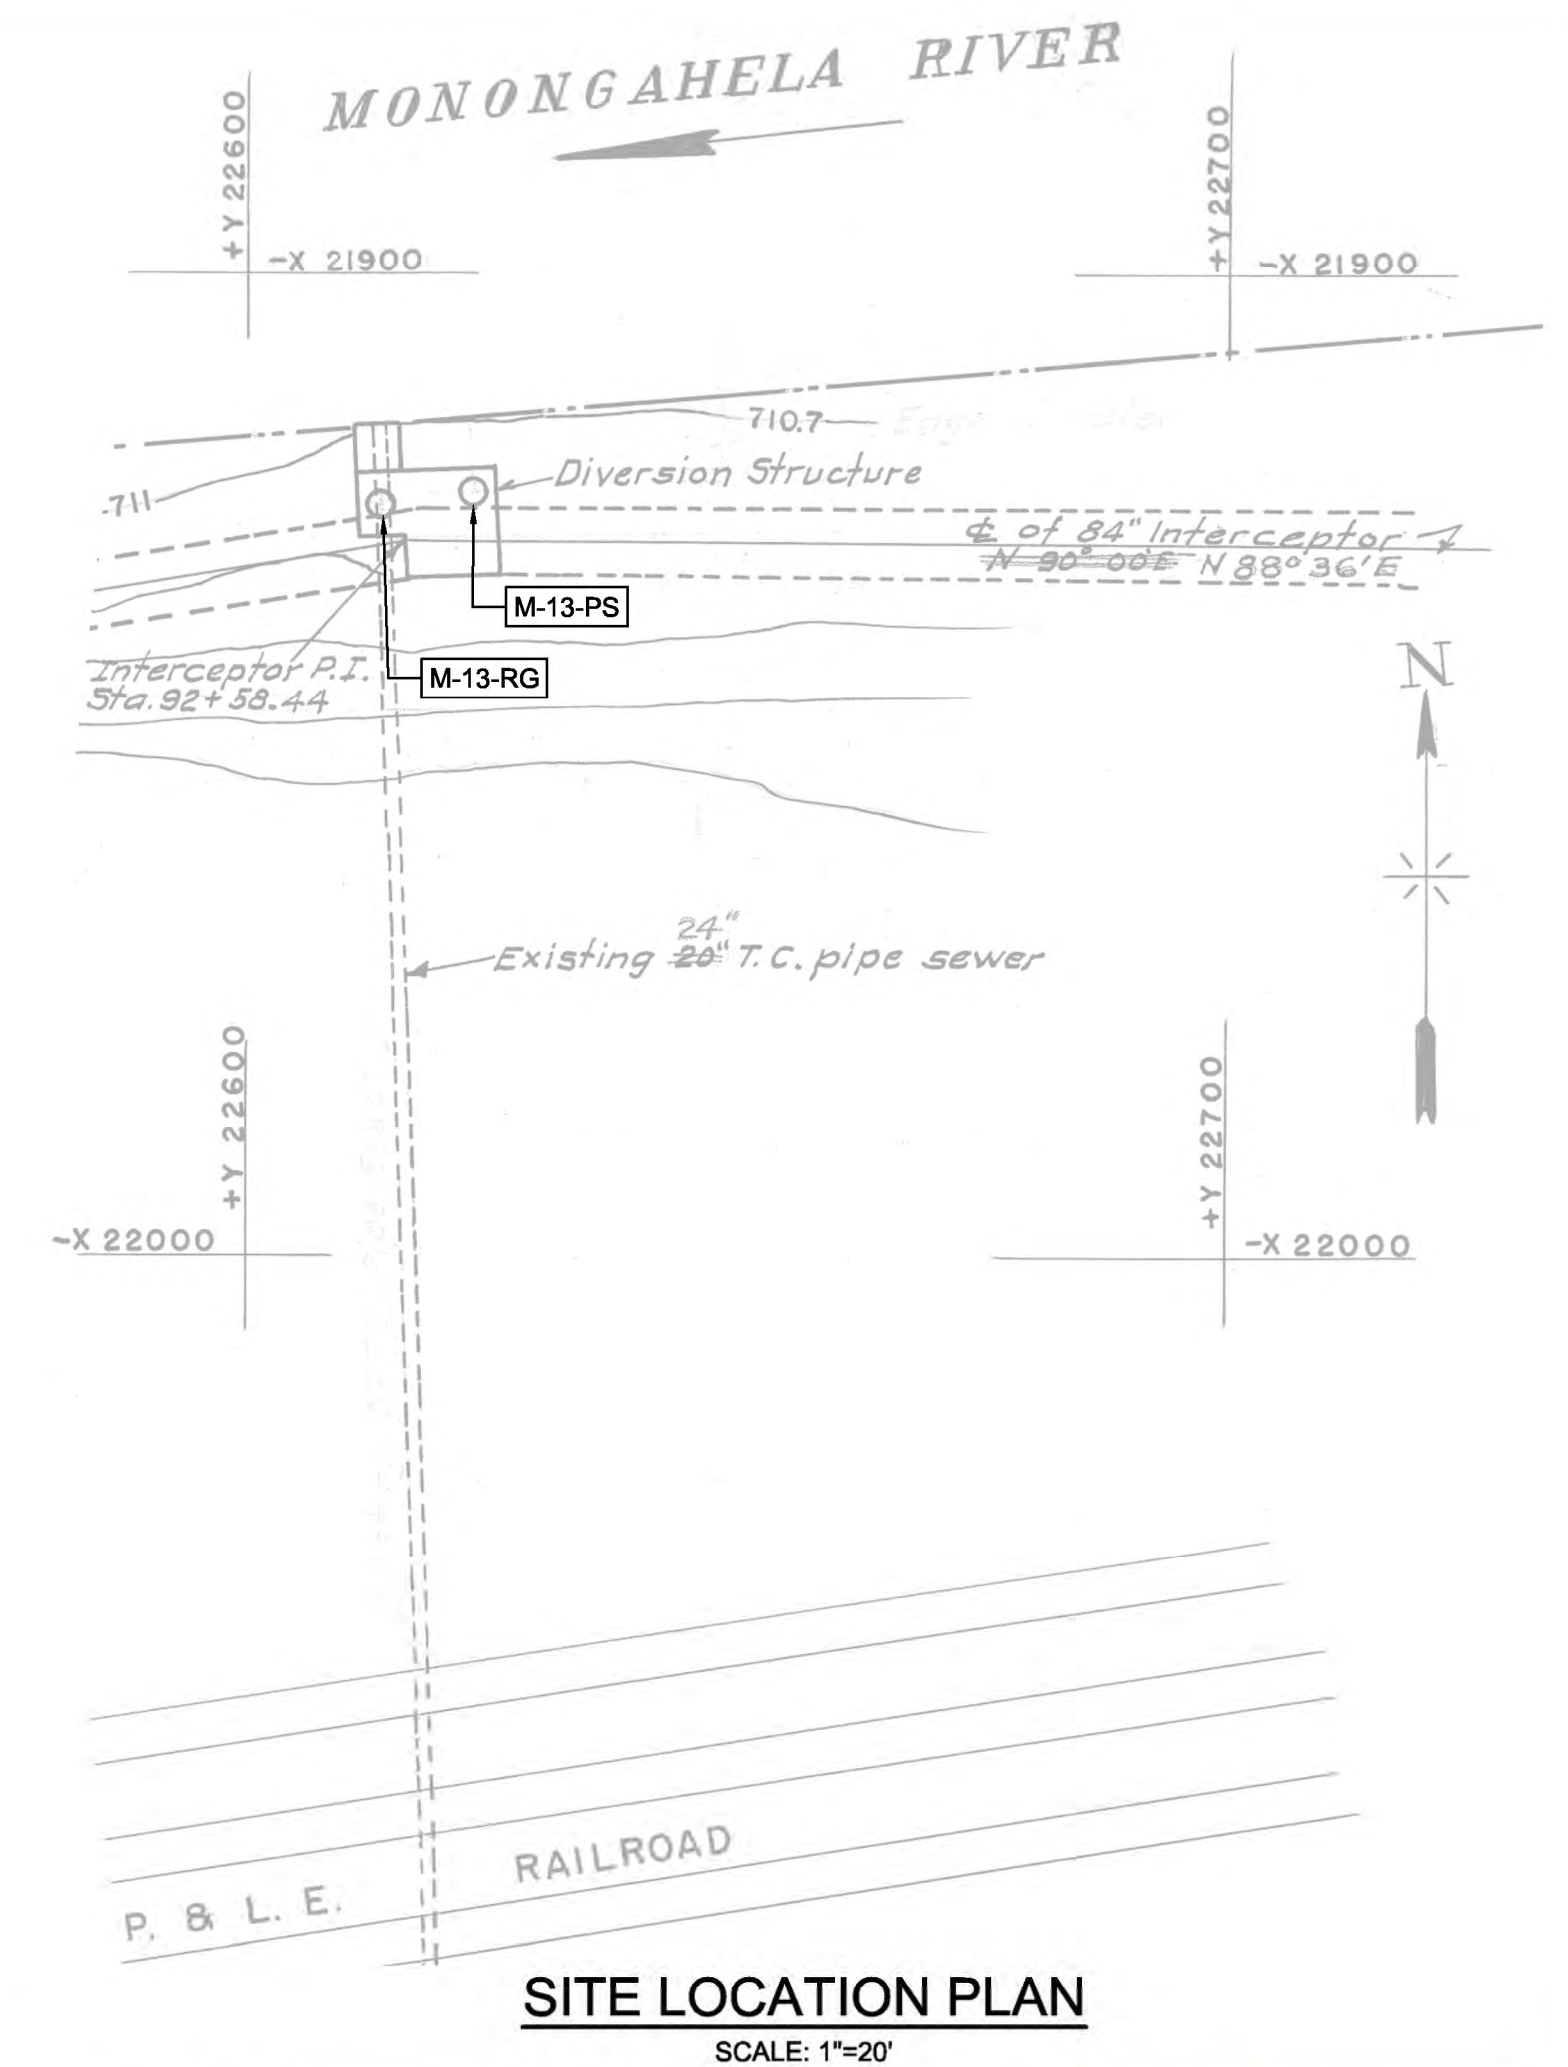 MONONGAHELA RIVER
+Y 22600
-X 21900
+Y 22700
-X 21900
710.7
Diversion Structure
711
₵ of 84" Interceptor
N 90° 00'E N 88° 36'E
M-13-PS
M-13-RG
Interceptor P.I.
Sta. 92+58.44
N
24"
Existing 20" T.C. pipe sewer
+Y 22600
-X 22000
+Y 22700
-X 22000
P. & L. E. RAILROAD
SITE LOCATION PLAN
SCALE: 1"=20'